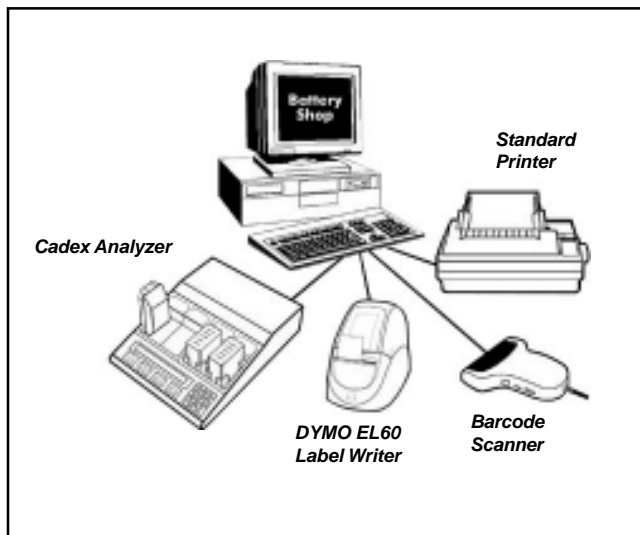 Battery
Shop
Standard
Printer
Cadex Analyzer
DYMO EL60
Label Writer
Barcode
Scanner